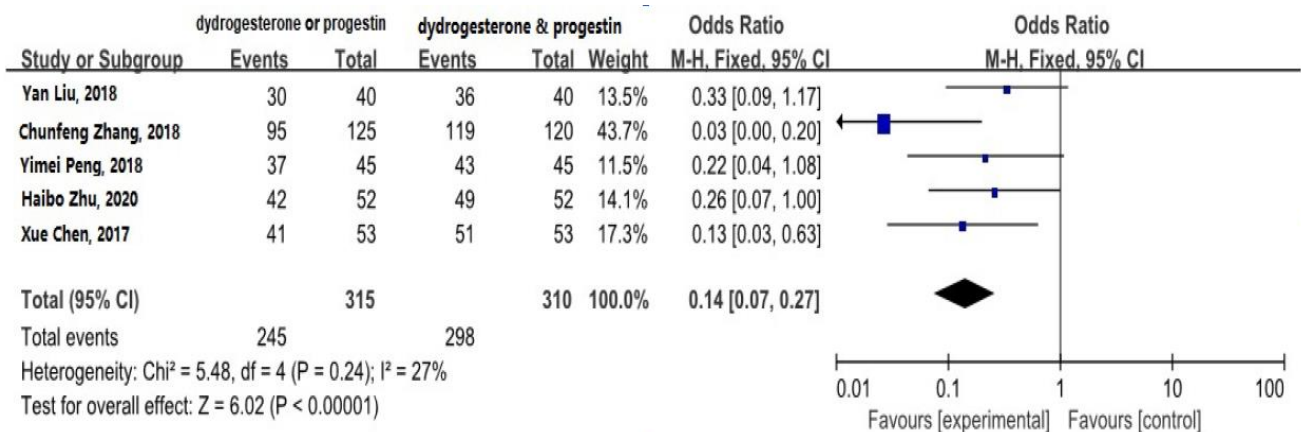 dydrogesterone or progestin dydrogesterone & progestin Odds Ratio Odds Ratio
Study or Subgroup Events Total Events Total Weight M-H, Fixed, 95% CI M-H, Fixed, 95% CI
Yan Liu, 2018 30 40 36 40 13.5% 0.33 [0.09, 1.17]
Chunfeng Zhang, 2018 95 125 119 120 43.7% 0.03 [0.00, 0.20]
Yimei Peng, 2018 37 45 43 45 11.5% 0.22 [0.04, 1.08]
Haibo Zhu, 2020 42 52 49 52 14.1% 0.26 [0.07, 1.00]
Xue Chen, 2017 41 53 51 53 17.3% 0.13 [0.03, 0.63]
Total (95% CI) 315 310 100.0% 0.14 [0.07, 0.27]
Total events 245 298
Heterogeneity: Chi² = 5.48, df = 4 (P = 0.24); I² = 27%
Test for overall effect: Z = 6.02 (P < 0.00001)
0.01 0.1 1 10 100
Favours [experimental] Favours [control]